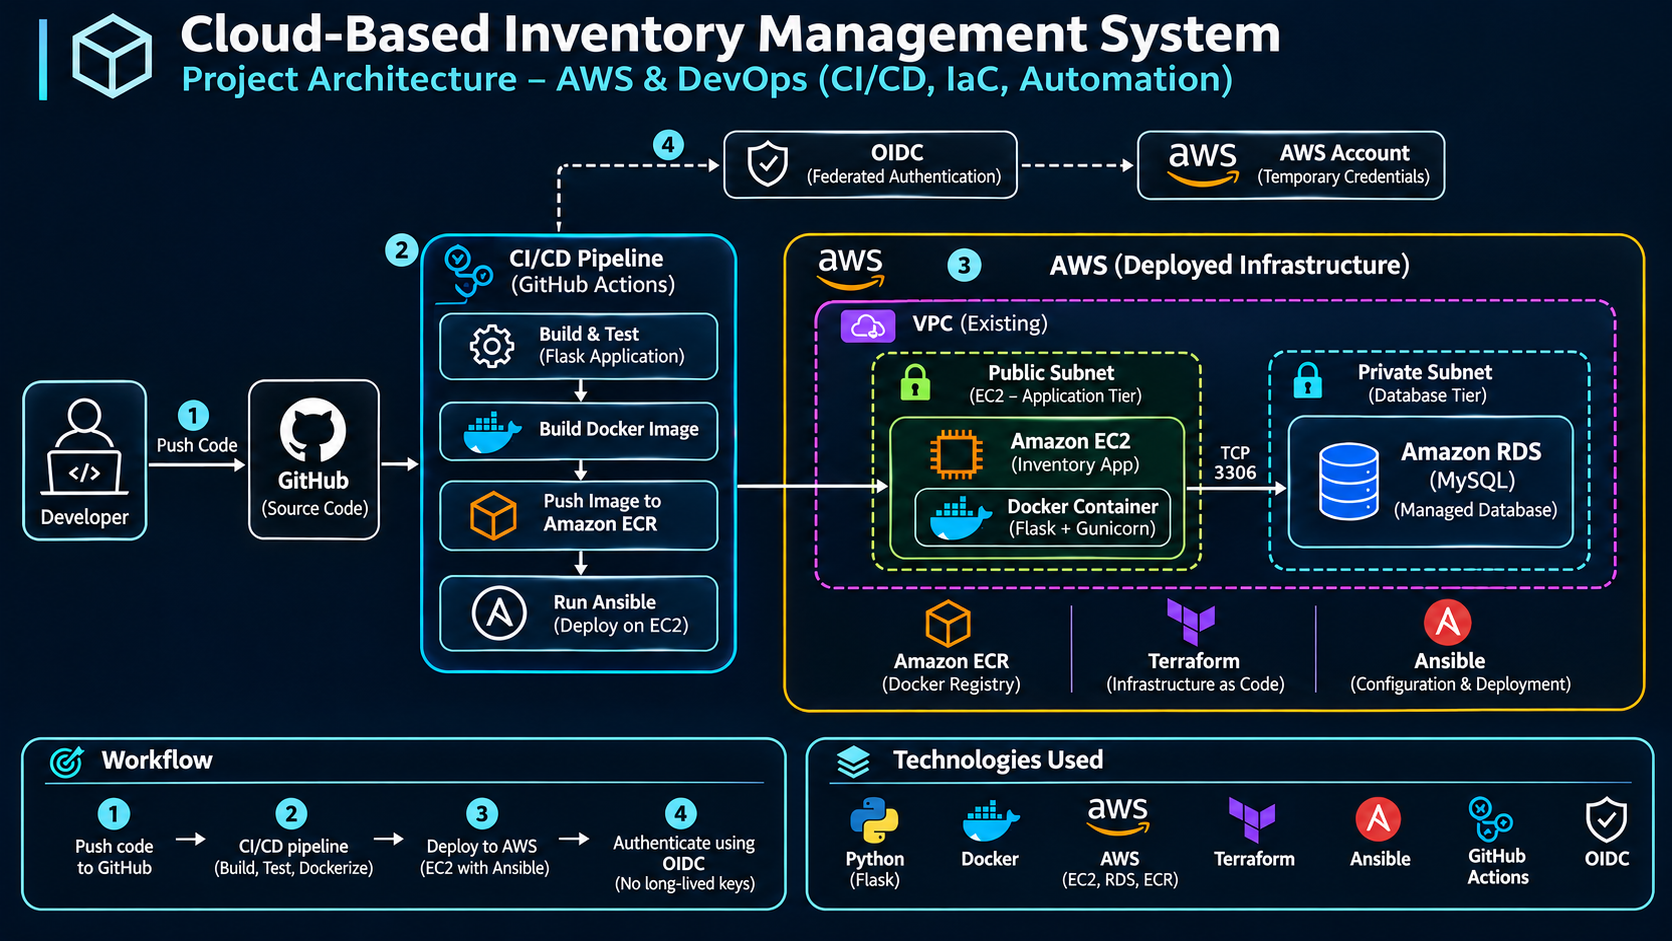 Cloud-Based Inventory Management System
Project Architecture – AWS & DevOps (CI/CD, IaC, Automation)
4
OIDC
(Federated Authentication)
aws
AWS Account
(Temporary Credentials)
2
CI/CD Pipeline
(GitHub Actions)
Build & Test
(Flask Application)
Build Docker Image
Push Image to
Amazon ECR
Run Ansible
(Deploy on EC2)
</>
Developer
1
Push Code
GitHub
(Source Code)
aws
3
AWS (Deployed Infrastructure)
VPC (Existing)
Public Subnet
(EC2 – Application Tier)
Amazon EC2
(Inventory App)
Docker Container
(Flask + Gunicorn)
TCP
3306
Private Subnet
(Database Tier)
Amazon RDS
(MySQL)
(Managed Database)
Amazon ECR
(Docker Registry)
Terraform
(Infrastructure as Code)
Ansible
(Configuration & Deployment)
Workflow
1
Push code
to GitHub
2
CI/CD pipeline
(Build, Test, Dockerize)
3
Deploy to AWS
(EC2 with Ansible)
4
Authenticate using
OIDC
(No long-lived keys)
Technologies Used
Python
(Flask)
Docker
aws
AWS
(EC2, RDS, ECR)
Terraform
Ansible
GitHub
Actions
OIDC